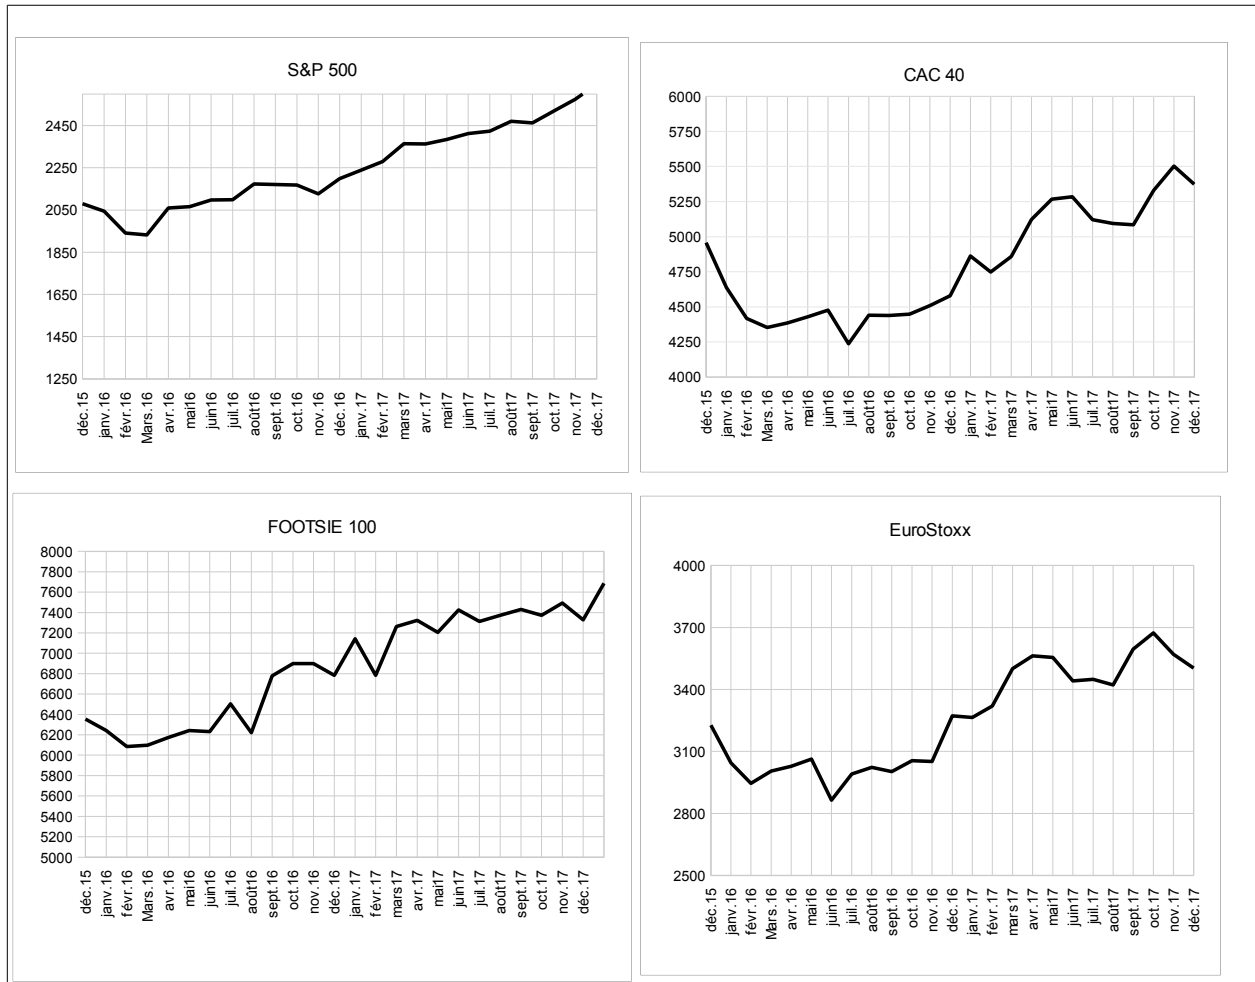 S&P 500
2450
2250
2050
1850
1650
1450
1250
déc.15
janv.16
févr.16
Mars.16
avr.16
mai16
juin16
juil.16
août16
sept.16
oct.16
nov.16
déc.16
janv.17
févr.17
mars17
avr.17
mai17
juin17
juil.17
août17
sept.17
oct.17
nov.17
déc.17
CAC 40
6000
5750
5500
5250
5000
4750
4500
4250
4000
déc.15
janv.16
févr.16
Mars.16
avr.16
mai16
juin16
juil.16
août16
sept.16
oct.16
nov.16
déc.16
janv.17
févr.17
mars17
avr.17
mai17
juin17
juil.17
août17
sept.17
oct.17
nov.17
déc.17
FOOTSIE 100
8000
7800
7600
7400
7200
7000
6800
6600
6400
6200
6000
5800
5600
5400
5200
5000
déc.15
janv.16
févr.16
Mars.16
avr.16
mai16
juin16
juil.16
août16
sept.16
oct.16
nov.16
déc.16
janv.17
févr.17
mars17
avr.17
mai17
juin17
juil.17
août17
sept.17
oct.17
nov.17
déc.17
EuroStoxx
4000
3700
3400
3100
2800
2500
déc.15
janv.16
févr.16
Mars.16
avr.16
mai16
juin16
juil.16
août16
sept.16
oct.16
nov.16
déc.16
janv.17
févr.17
mars17
avr.17
mai17
juin17
juil.17
août17
sept.17
oct.17
nov.17
déc.17